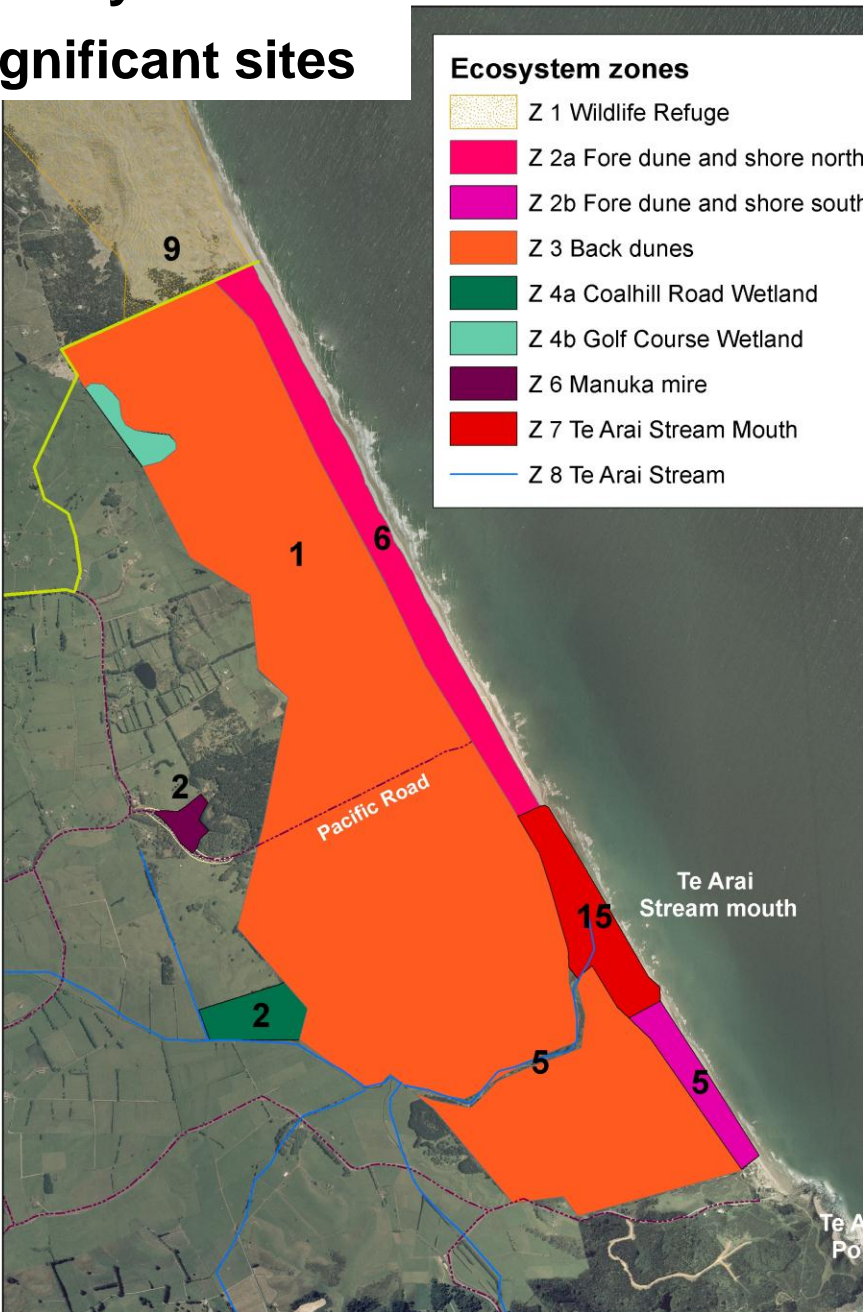 gnificant sites
Ecosystem zones
Z 1 Wildlife Refuge
Z 2a Fore dune and shore north
Z 2b Fore dune and shore south
Z 3 Back dunes
Z 4a Coalhill Road Wetland
Z 4b Golf Course Wetland
Z 6 Manuka mire
Z 7 Te Arai Stream Mouth
Z 8 Te Arai Stream
9
6
1
2
Pacific Road
Te Arai
Stream mouth
15
2
5
5
Te A
Po